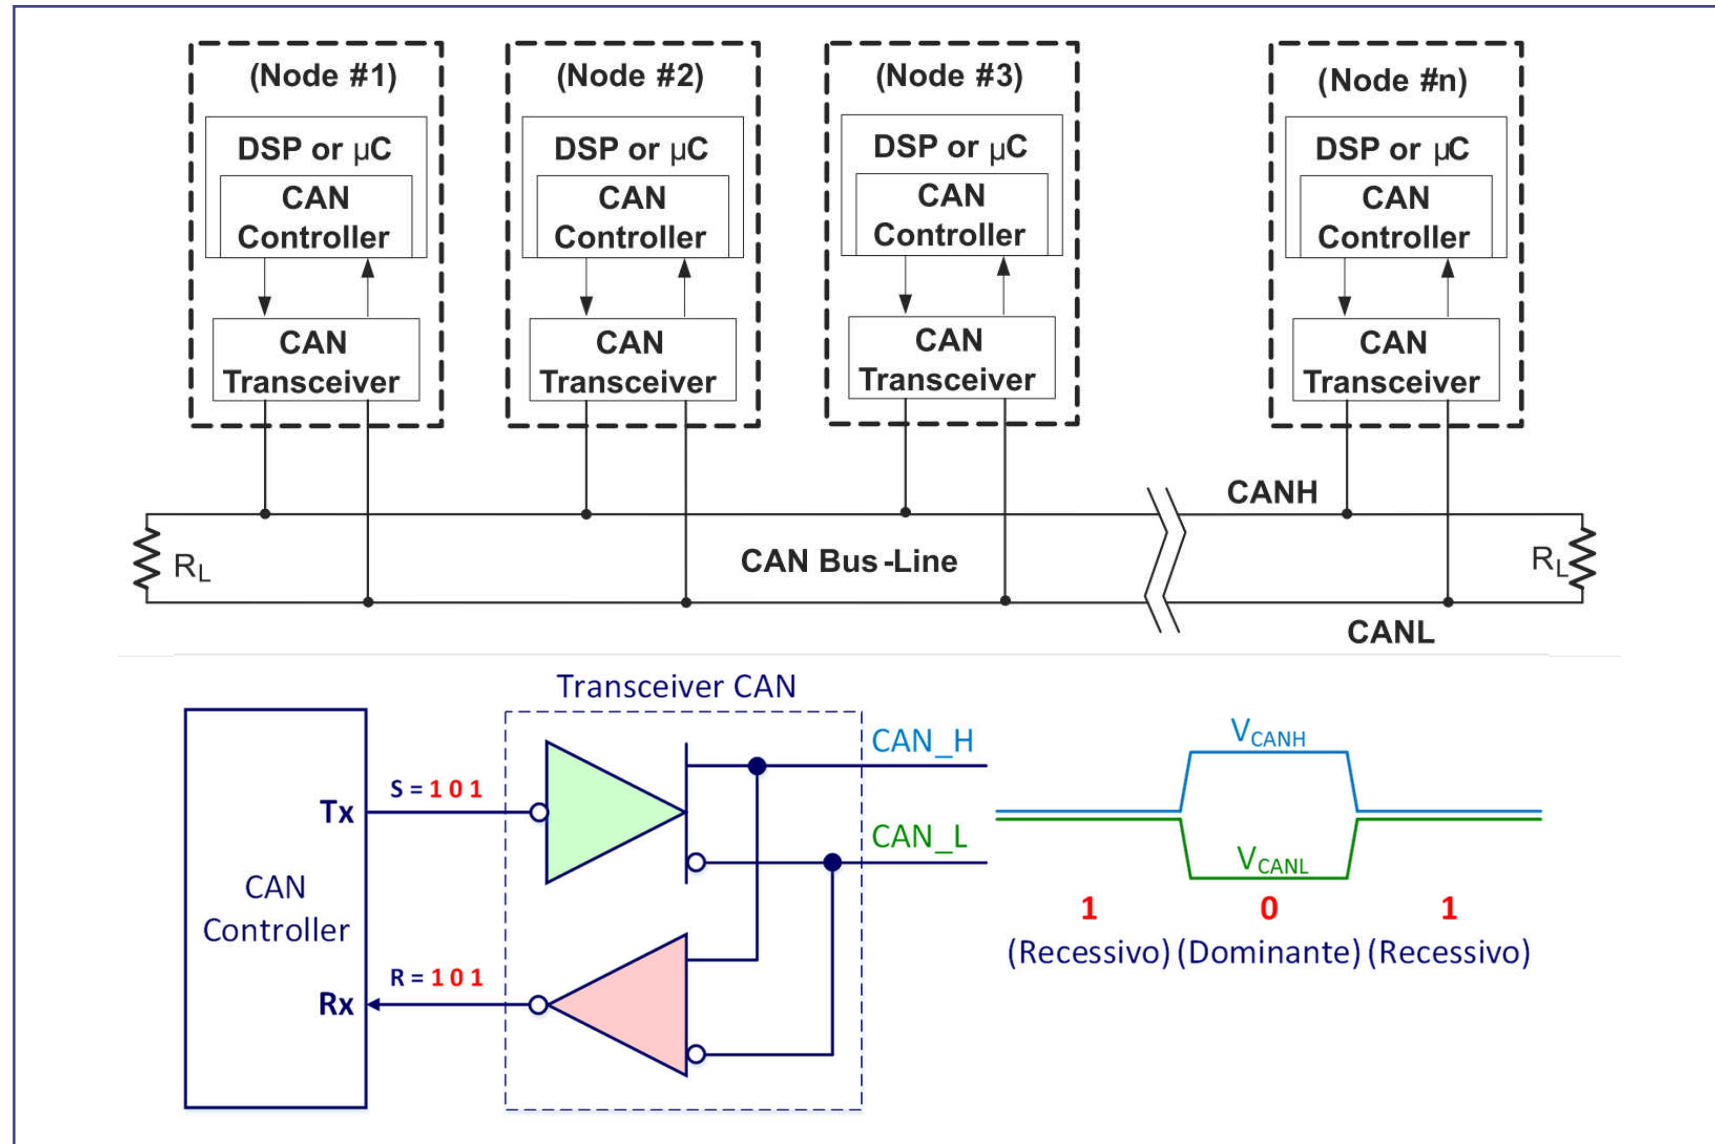 (Node #1)
DSP or µC
CAN
Controller
CAN
Transceiver
(Node #2)
DSP or µC
CAN
Controller
CAN
Transceiver
(Node #3)
DSP or µC
CAN
Controller
CAN
Transceiver
(Node #n)
DSP or µC
CAN
Controller
CAN
Transceiver
CANH
RL
CAN Bus-Line
RL
CANL
Transceiver CAN
CAN
Controller
Tx
S = 1 0 1
Rx
R = 1 0 1
CAN_H
CAN_L
VCANH
VCANL
1 0 1
(Recessivo) (Dominante) (Recessivo)